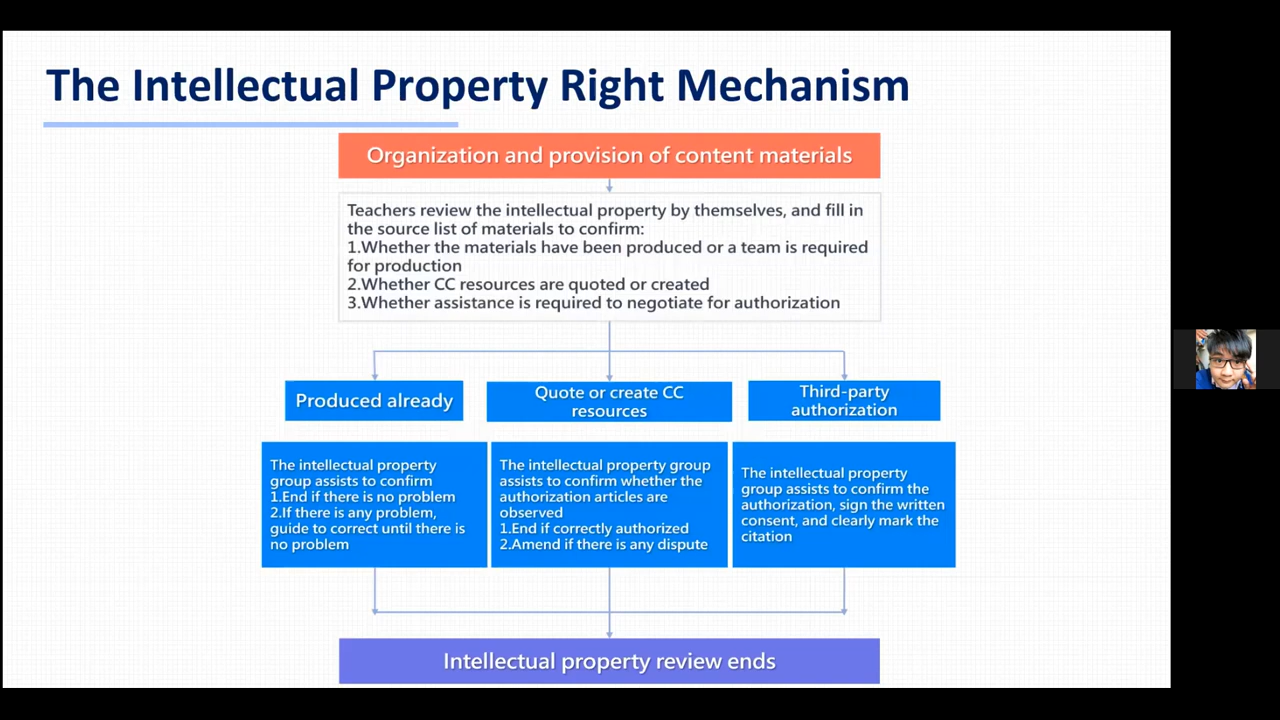 The Intellectual Property Right Mechanism
Organization and provision of content materials
Teachers review the intellectual property by themselves, and fill in
the source list of materials to confirm:
1.Whether the materials have been produced or a team is required
for production
2.Whether CC resources are quoted or created
3.Whether assistance is required to negotiate for authorization
Produced already
Quote or create CC
resources
Third-party
authorization
The intellectual property
group assists to confirm
1.End if there is no problem
2.If there is any problem,
guide to correct until there is
no problem
The intellectual property group
assists to confirm whether the
authorization articles are
observed
1.End if correctly authorized
2.Amend if there is any dispute
The intellectual property
group assists to confirm the
authorization, sign the written
consent, and clearly mark the
citation
Intellectual property review ends